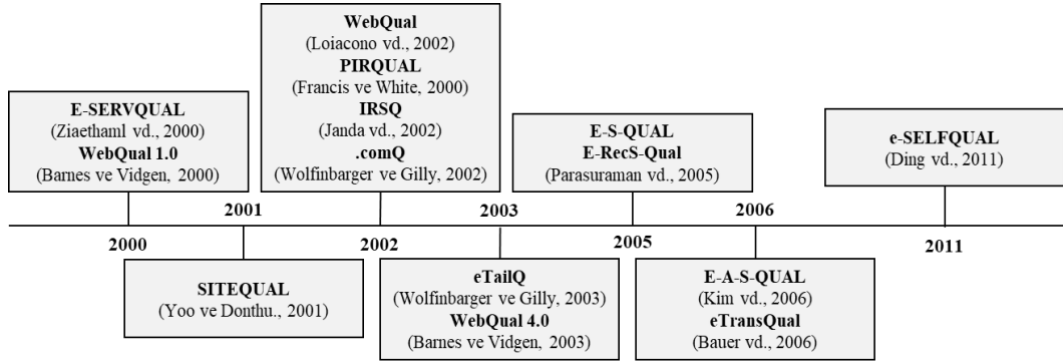 WebQual
(Loiacono vd., 2002)
PIRQUAL
(Francis ve White, 2000)
IRSQ
(Janda vd., 2002)
.comQ
(Wolfinbarger ve Gilly, 2002)
E-SERVQUAL
(Ziaethaml vd., 2000)
WebQual 1.0
(Barnes ve Vidgen, 2000)
E-S-QUAL
E-RecS-Qual
(Parasuraman vd., 2005)
e-SELFQUAL
(Ding vd., 2011)
2001
2003
2006
2000
2002
2005
2011
SITEQUAL
(Yoo ve Donthu., 2001)
eTailQ
(Wolfinbarger ve Gilly, 2003)
WebQual 4.0
(Barnes ve Vidgen, 2003)
E-A-S-QUAL
(Kim vd., 2006)
eTransQual
(Bauer vd., 2006)